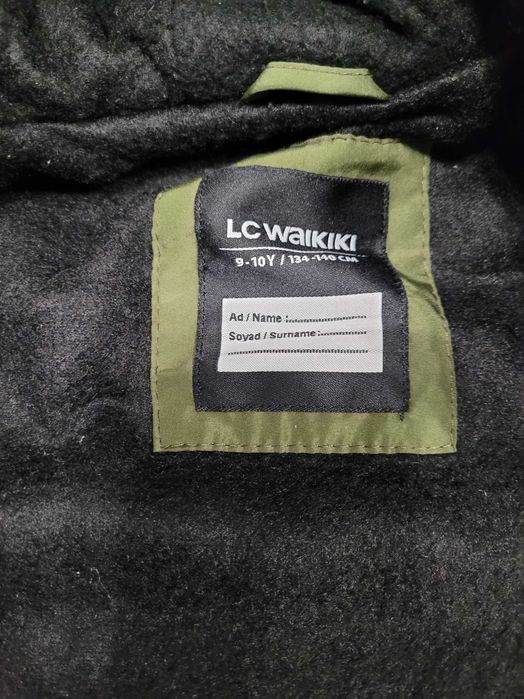 LC WAIKIKI
9-10Y / 134-140 CM
Ad / Name :
Soyad / Surname :